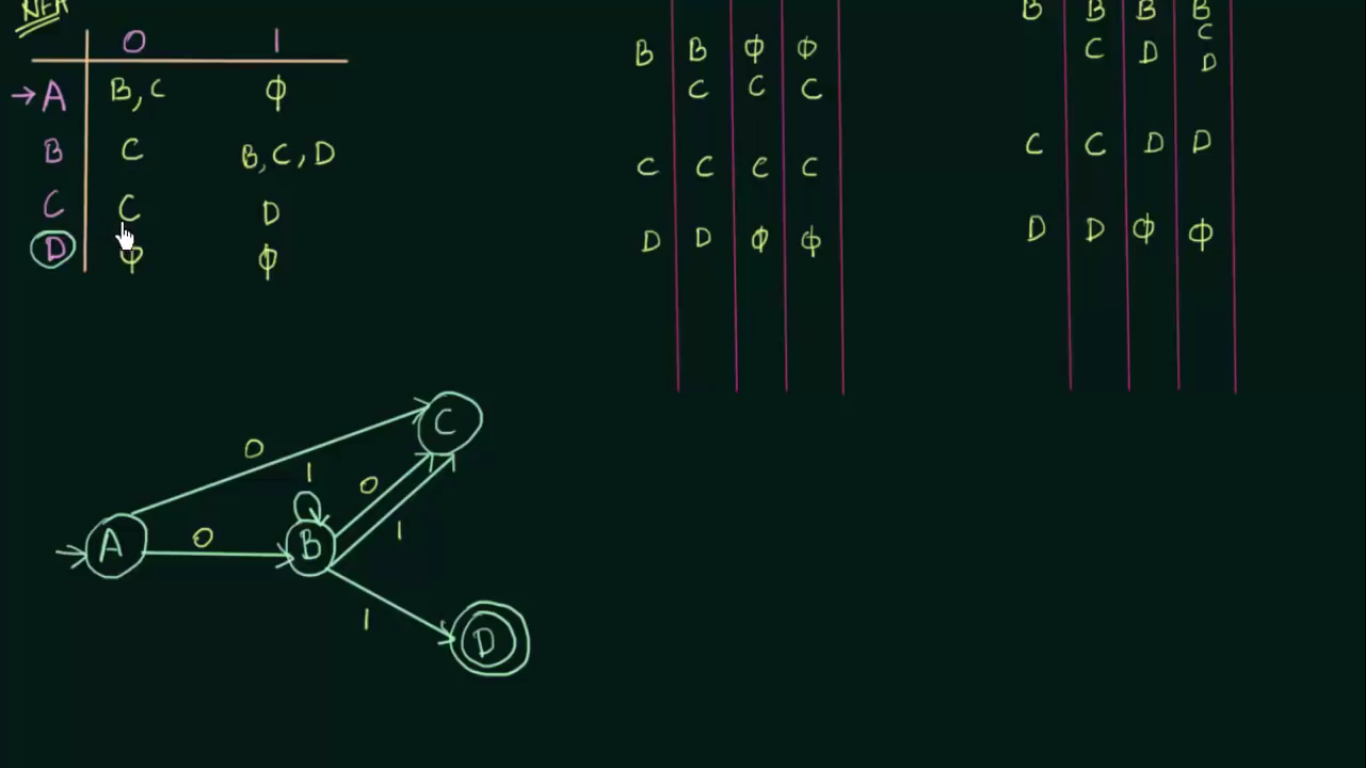 NFA
0 1
→ A B, C ϕ
B C B, C, D
C C D
D ϕ ϕ
B B ϕ ϕ
C C C
C C C C
D D ϕ ϕ
B B B B
C D C
D
C C D D
D D ϕ ϕ
C
0
1
0
A 0 B 1
1
D